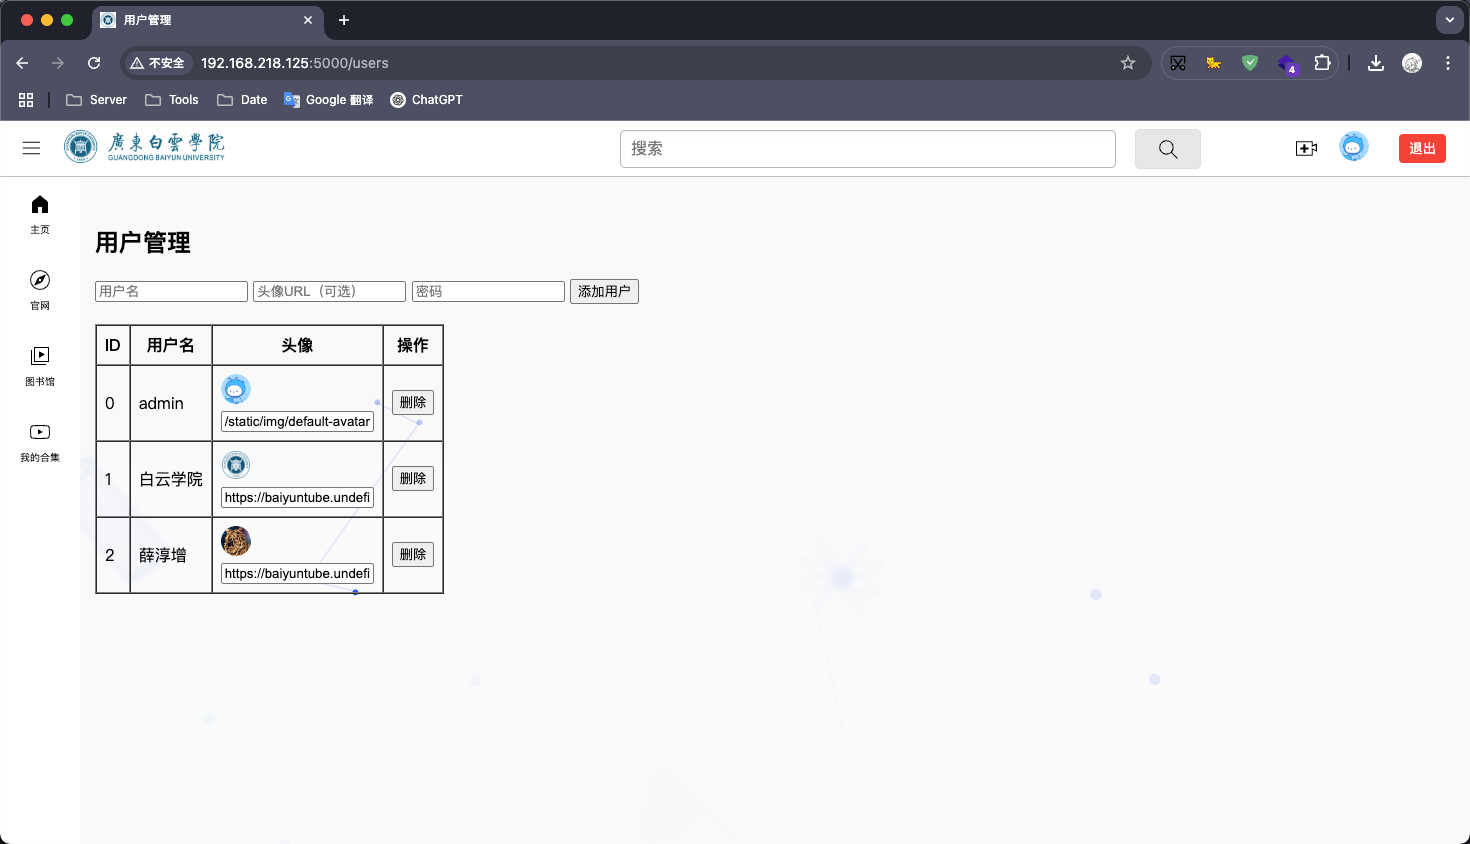 用户管理
不安全
192.168.218.125:5000/users
4
Server
Tools
Date
Google 翻译
ChatGPT
廣東白雲學院
GUANGDONG BAIYUN UNIVERSITY
搜索
退出
主页
官网
图书馆
我的合集
用户管理
用户名
头像URL（可选）
密码
添加用户
ID 用户名 头像 操作
0 admin
/static/img/default-avatar
删除
1 白云学院
https://baiyuntube.undefi
删除
2 薛淳增
https://baiyuntube.undefi
删除